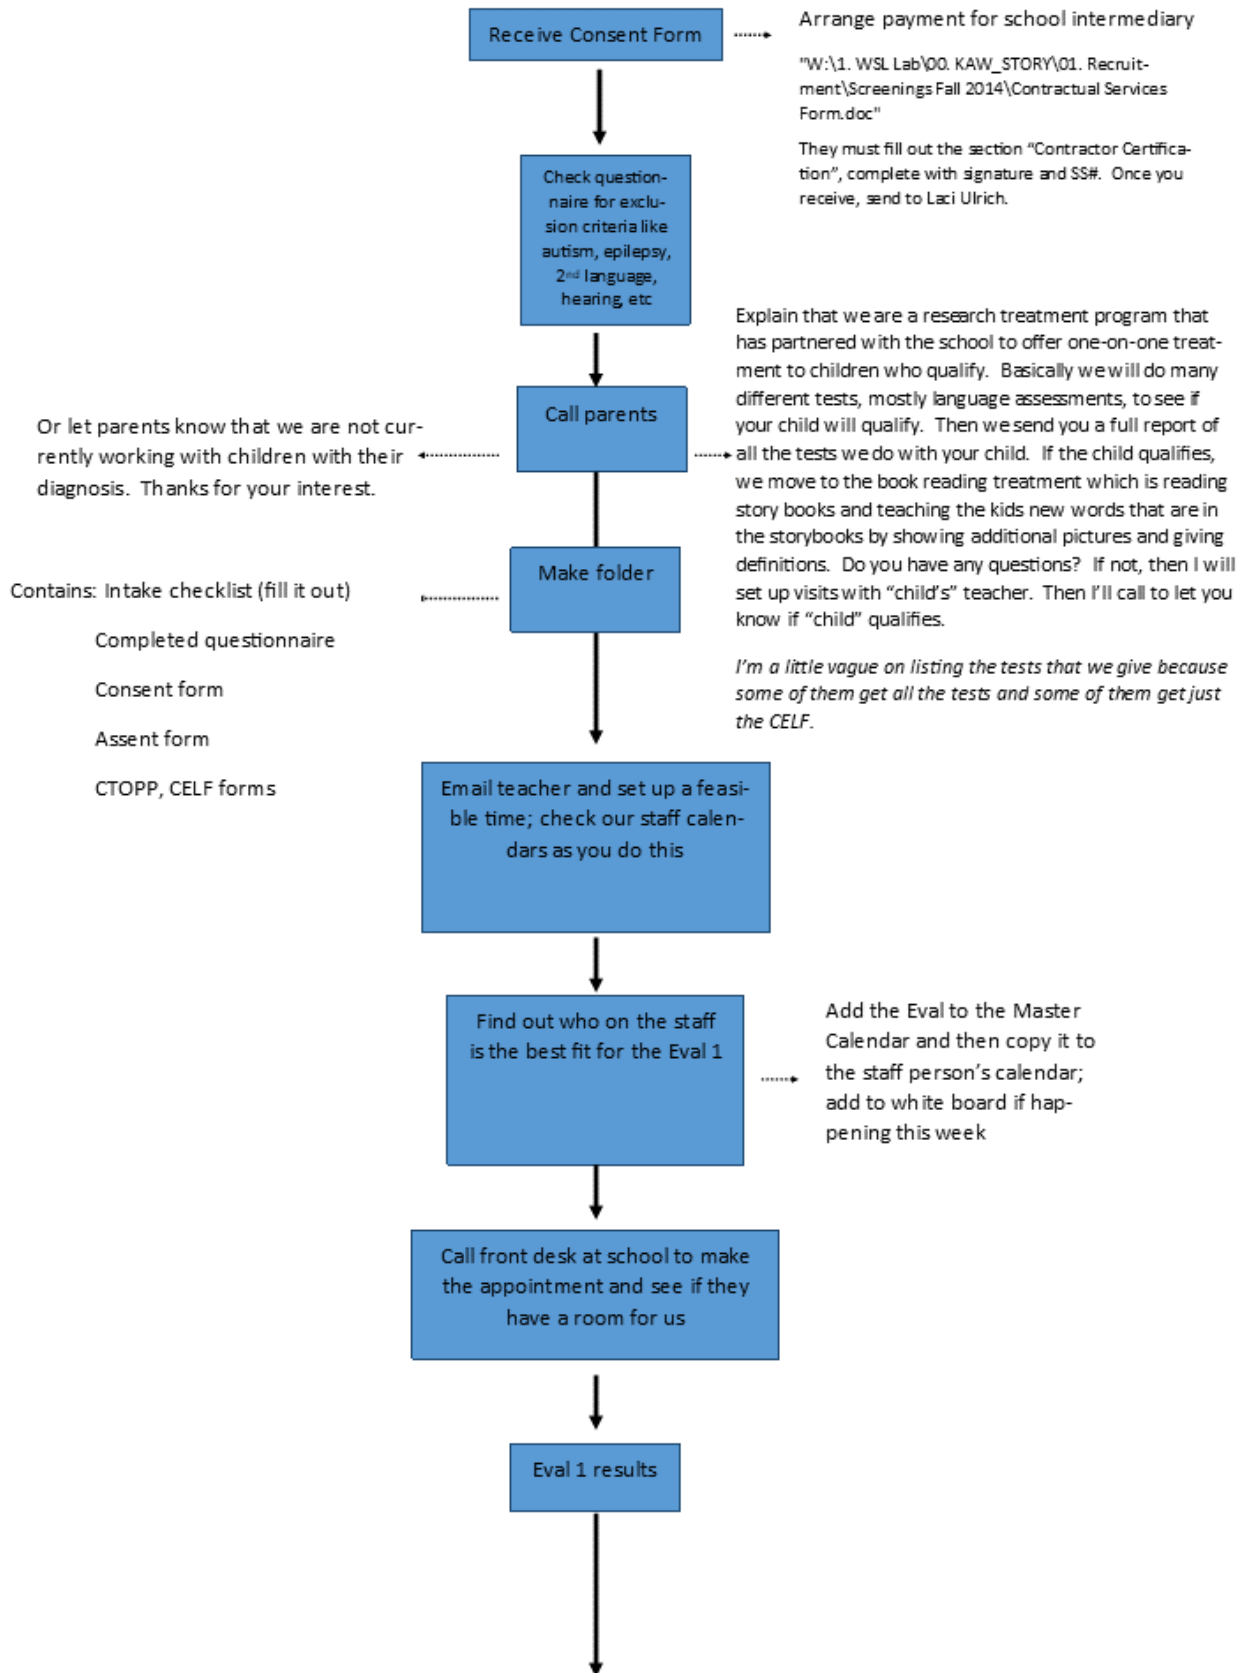 Receive Consent Form
Arrange payment for school intermediary
"W:\1. WSL Lab\00. KAW_STORY\01. Recruit-
ment\Screenings Fall 2014\Contractual Services
Form.doc"
They must fill out the section “Contractor Certifica-
tion”, complete with signature and SS#. Once you
receive, send to Laci Ulrich.
Check question-
naire for exclu-
sion criteria like
autism, epilepsy,
2nd language,
hearing, etc
Call parents
Or let parents know that we are not cur-
rently working with children with their
diagnosis. Thanks for your interest.
Explain that we are a research treatment program that
has partnered with the school to offer one-on-one treat-
ment to children who qualify. Basically we will do many
different tests, mostly language assessments, to see if
your child will qualify. Then we send you a full report of
all the tests we do with your child. If the child qualifies,
we move to the book reading treatment which is reading
story books and teaching the kids new words that are in
the storybooks by showing additional pictures and giving
definitions. Do you have any questions? If not, then I will
set up visits with “child’s” teacher. Then I’ll call to let you
know if “child” qualifies.
I’m a little vague on listing the tests that we give because
some of them get all the tests and some of them get just
the CELF.
Make folder
Contains: Intake checklist (fill it out)
Completed questionnaire
Consent form
Assent form
CTOPP, CELF forms
Email teacher and set up a feasi-
ble time; check our staff calen-
dars as you do this
Find out who on the staff
is the best fit for the Eval 1
Add the Eval to the Master
Calendar and then copy it to
the staff person’s calendar;
add to white board if hap-
pening this week
Call front desk at school to make
the appointment and see if they
have a room for us
Eval 1 results